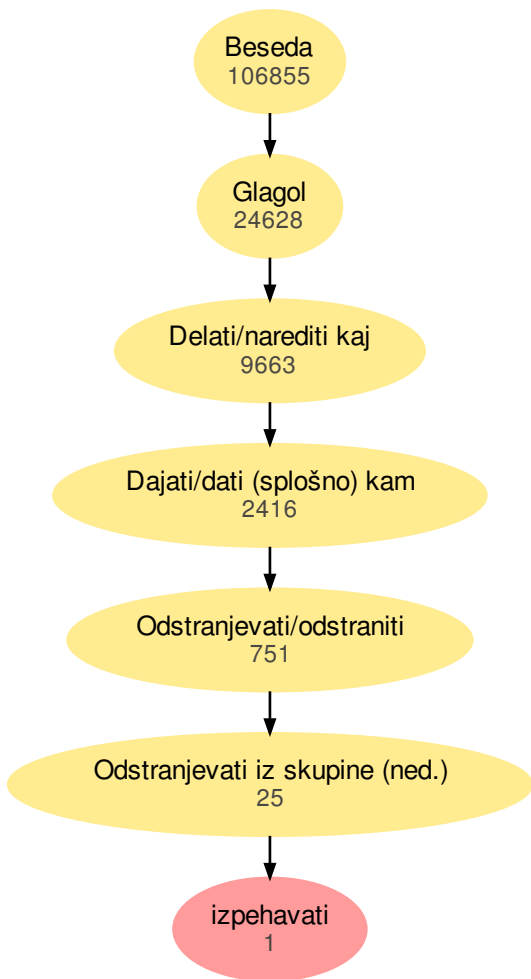 Beseda
106855
Glagol
24628
Delati/narediti kaj
9663
Dajati/dati (splošno) kam
2416
Odstranjevati/odstraniti
751
Odstranjevati iz skupine (ned.)
25
izpehavati
1